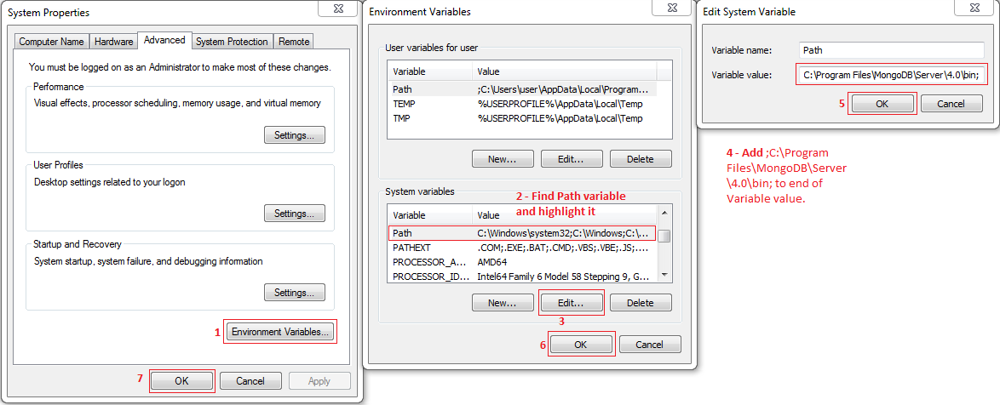 System Properties
Computer Name Hardware Advanced System Protection Remote
You must be logged on as an Administrator to make most of these changes.
Performance
Visual effects, processor scheduling, memory usage, and virtual memory
Settings...
User Profiles
Desktop settings related to your logon
Settings...
Startup and Recovery
System startup, system failure, and debugging information
Settings...
1 Environment Variables...
7 OK Cancel Apply
Environment Variables
User variables for user
Variable Value
Path ;C:\Users\user\AppData\Local\Program...
TEMP %USERPROFILE%\AppData\Local\Temp
TMP %USERPROFILE%\AppData\Local\Temp
New... Edit... Delete
System variables
2 - Find Path variable
and highlight it
Variable Value
Path C:\Windows\system32;C:\Windows;C:\...
PATHEXT .COM;.EXE;.BAT;.CMD;.VBS;.VBE;.JS;....
PROCESSOR_A... AMD64
PROCESSOR_ID... Intel64 Family 6 Model 58 Stepping 9, G...
New... Edit... Delete
3
6 OK Cancel
Edit System Variable
Variable name: Path
Variable value: C:\Program Files\MongoDB\Server\4.0\bin;
5 OK Cancel
4 - Add ;C:\Program
Files\MongoDB\Server
\4.0\bin; to end of
Variable value.